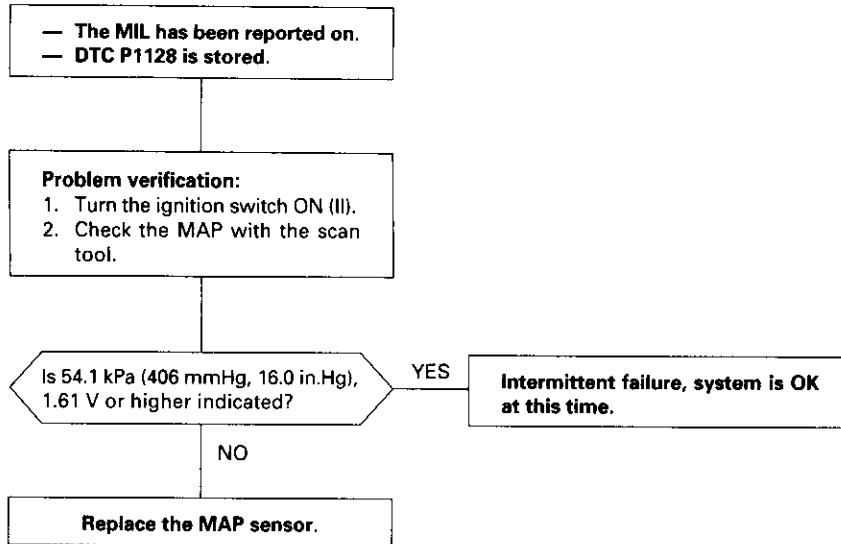 — The MIL has been reported on.
— DTC P1128 is stored.
Problem verification:
1. Turn the ignition switch ON (II).
2. Check the MAP with the scan
tool.
Is 54.1 kPa (406 mmHg, 16.0 in.Hg),
1.61 V or higher indicated?
YES
Intermittent failure, system is OK
at this time.
NO
Replace the MAP sensor.